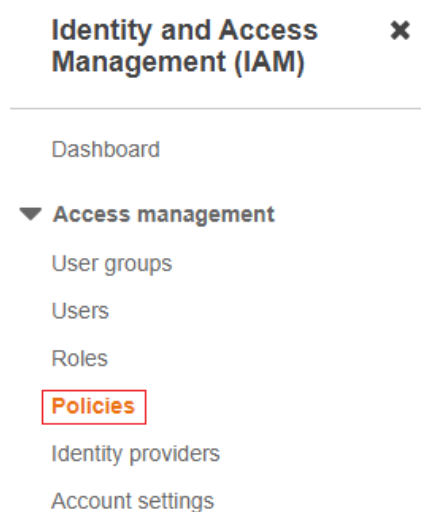 Identity and Access
Management (IAM)
Dashboard
Access management
User groups
Users
Roles
Policies
Identity providers
Account settings